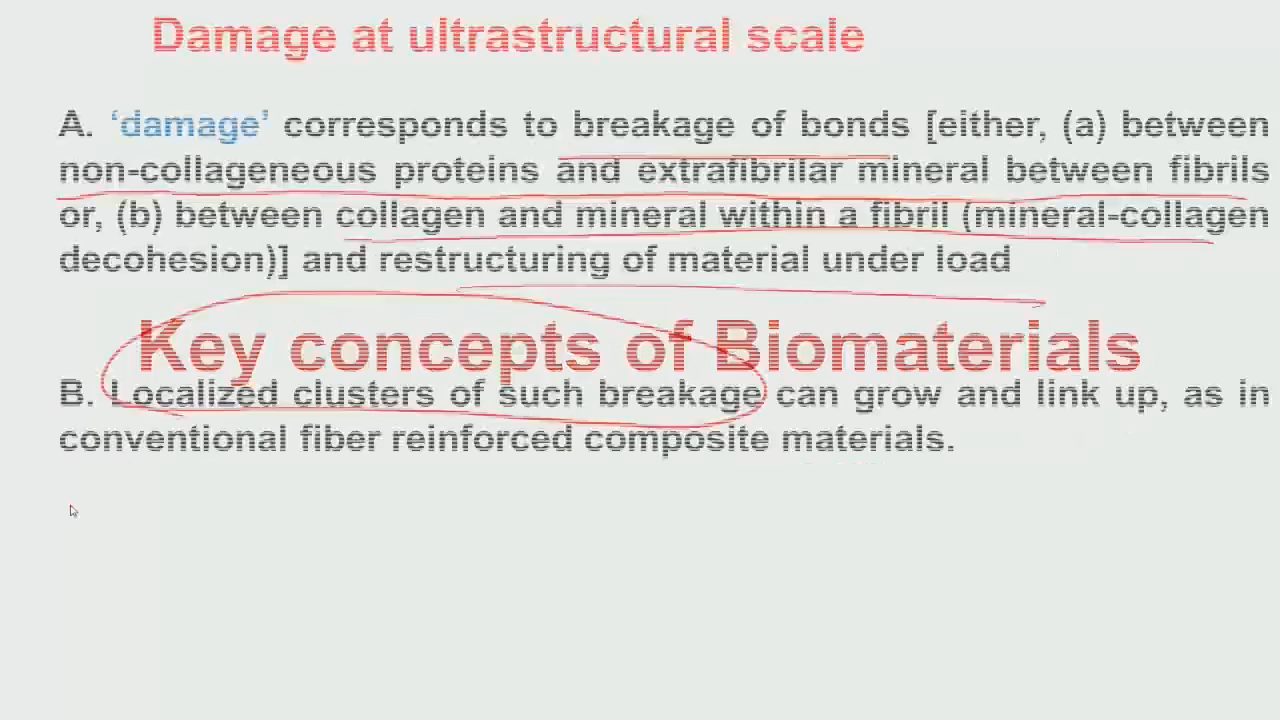 Damage at ultrastructural scale
A. ‘damage’ corresponds to breakage of bonds [either, (a) between
non-collageneous proteins and extrafibrilar mineral between fibrils
or, (b) between collagen and mineral within a fibril (mineral-collagen
decohesion)] and restructuring of material under load
Key concepts of Biomaterials
B. Localized clusters of such breakage can grow and link up, as in
conventional fiber reinforced composite materials.